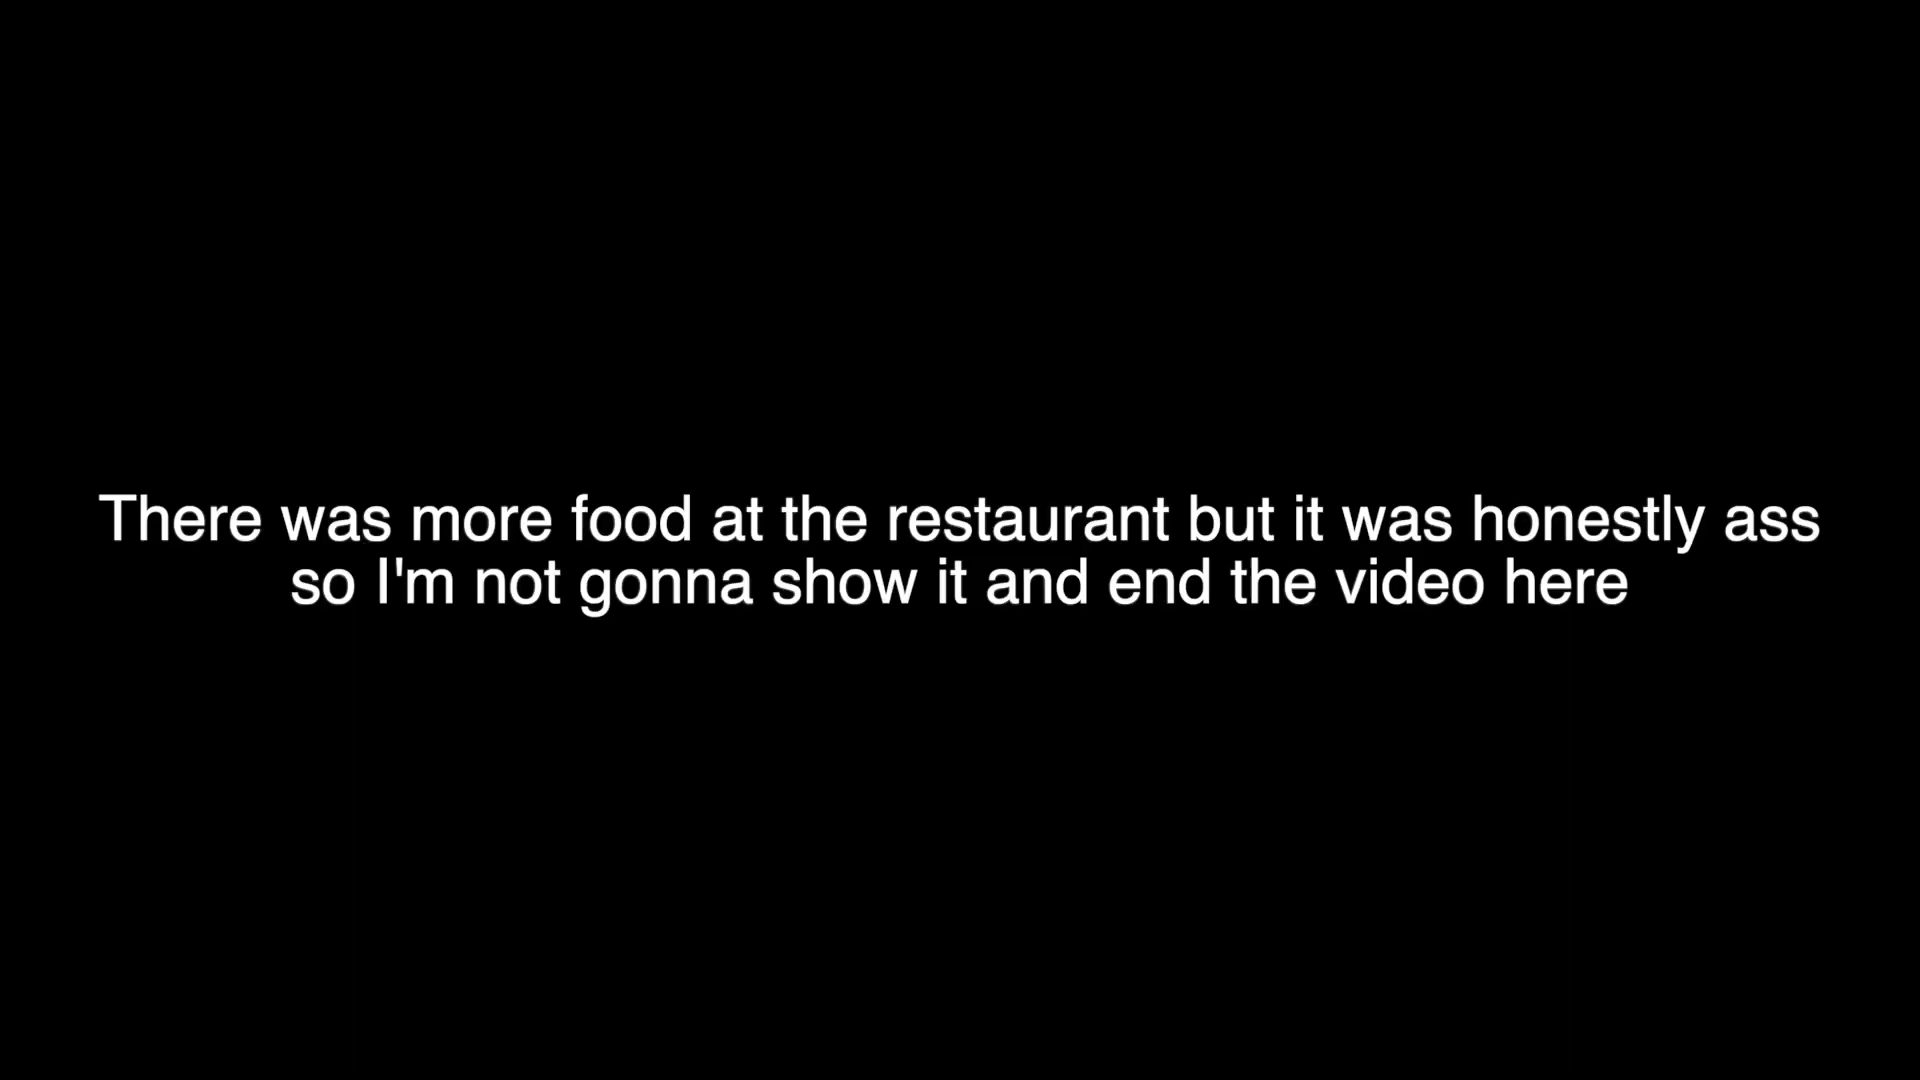 There was more food at the restaurant but it was honestly ass
so I'm not gonna show it and end the video here